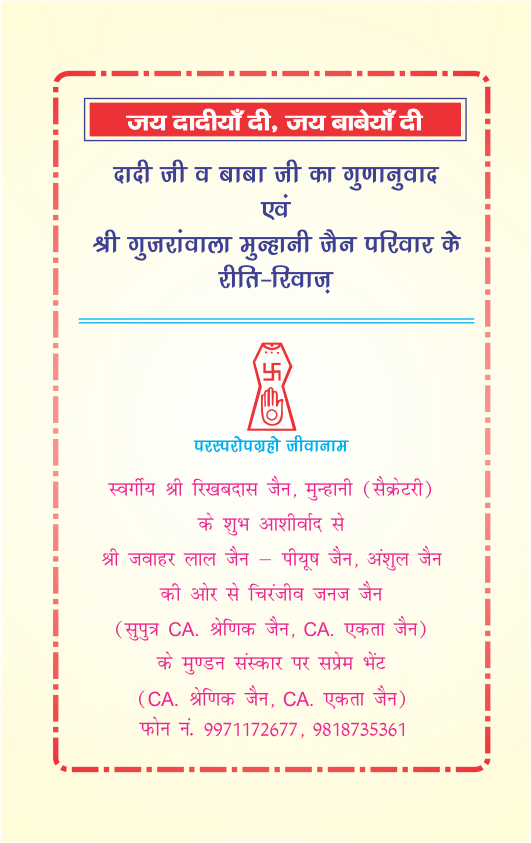 जय दादीयाँ दी, जय बाबेयाँ दी
दादी जी व बाबा जी का गुणानुवाद
एवं
श्री गुजरांवाला मुन्हानी जैन परिवार के
रीति-रिवाज़
परस्परोपग्रहो जीवानाम
स्वर्गीय श्री रिखबदास जैन, मुन्हानी (सैक्रेटरी)
के शुभ आशीर्वाद से
श्री जवाहर लाल जैन – पीयूष जैन, अंशुल जैन
की ओर से चिरंजीव जनज जैन
(सुपुत्र CA. श्रेणिक जैन, CA. एकता जैन)
के मुण्डन संस्कार पर सप्रेम भेंट
(CA. श्रेणिक जैन, CA. एकता जैन)
फोन नं. 9971172677, 9818735361